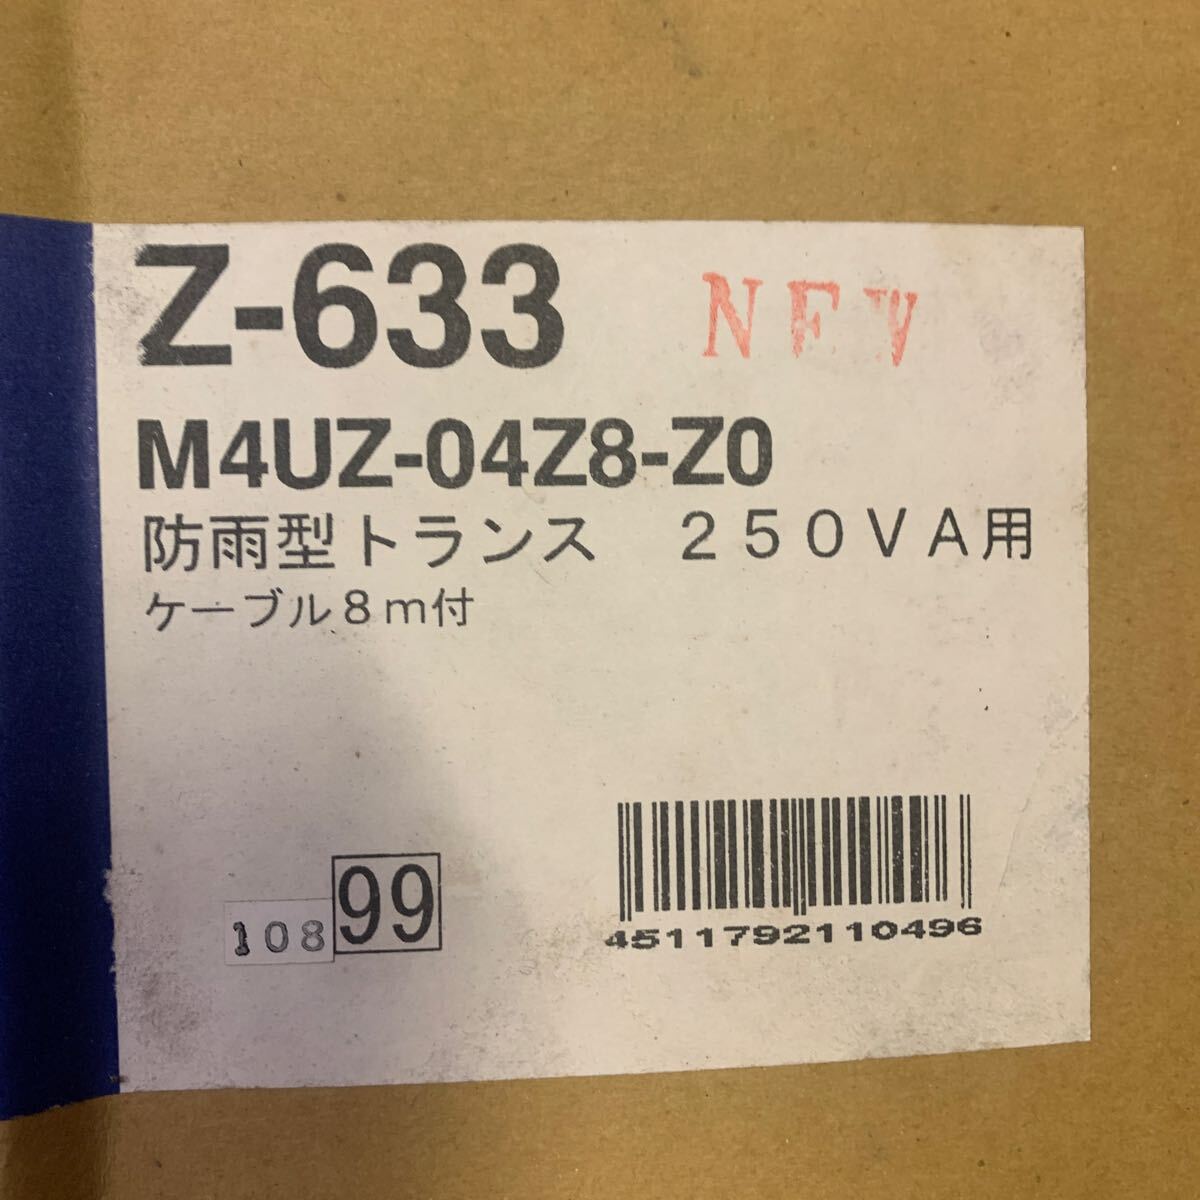 Z-633
NEW
M4UZ-04Z8-Z0
防雨型トランス　２５０ＶＡ用
ケーブル８ｍ付
108 99
4511792110496